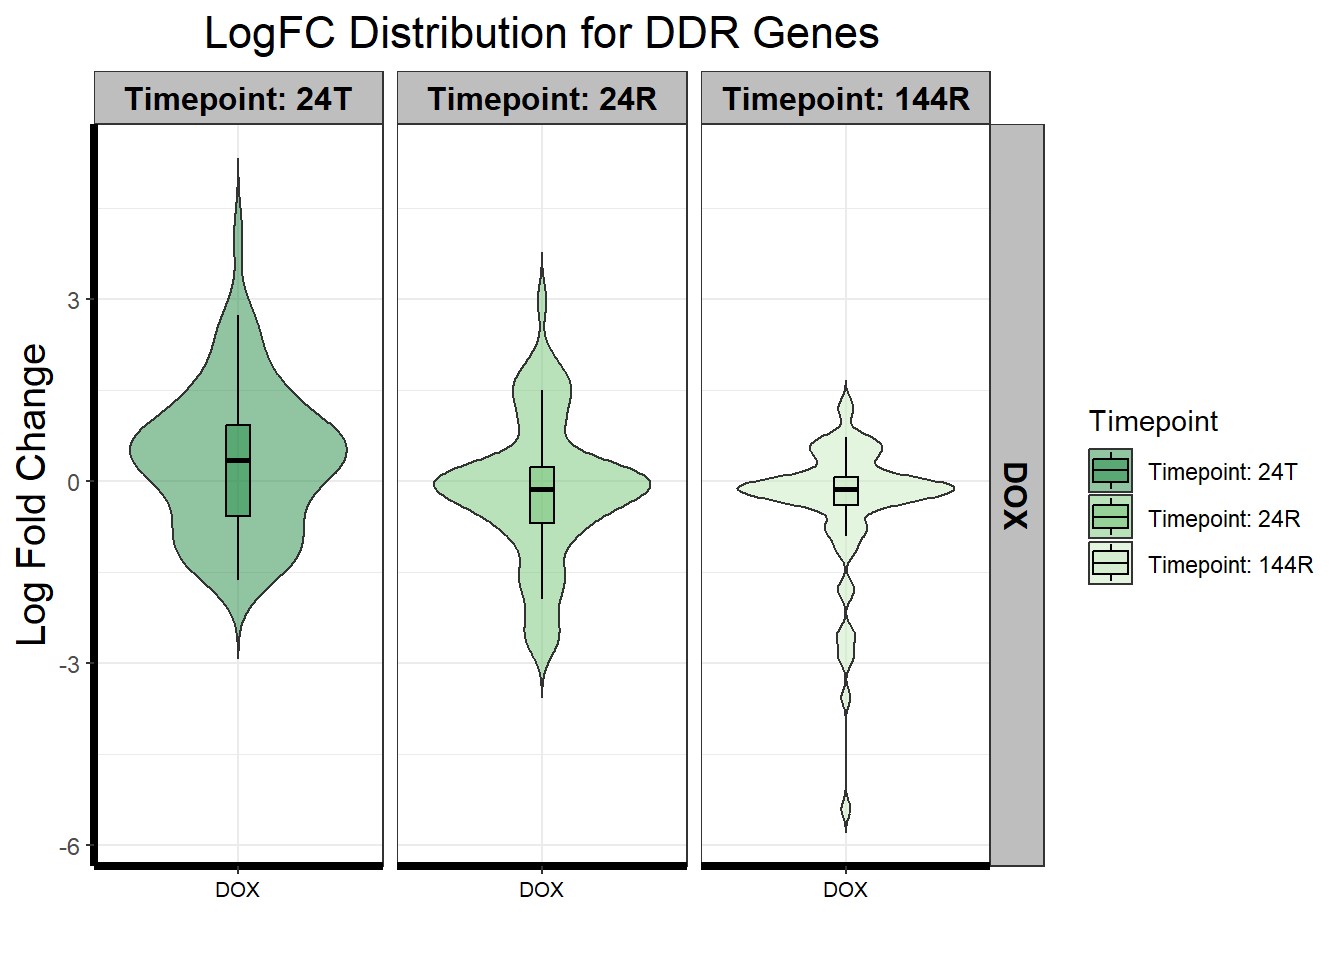 LogFC Distribution for DDR Genes
Timepoint: 24T
Timepoint: 24R
Timepoint: 144R
Log Fold Change
3
0
-3
-6
DOX
DOX
DOX
DOX
Timepoint
Timepoint: 24T
Timepoint: 24R
Timepoint: 144R